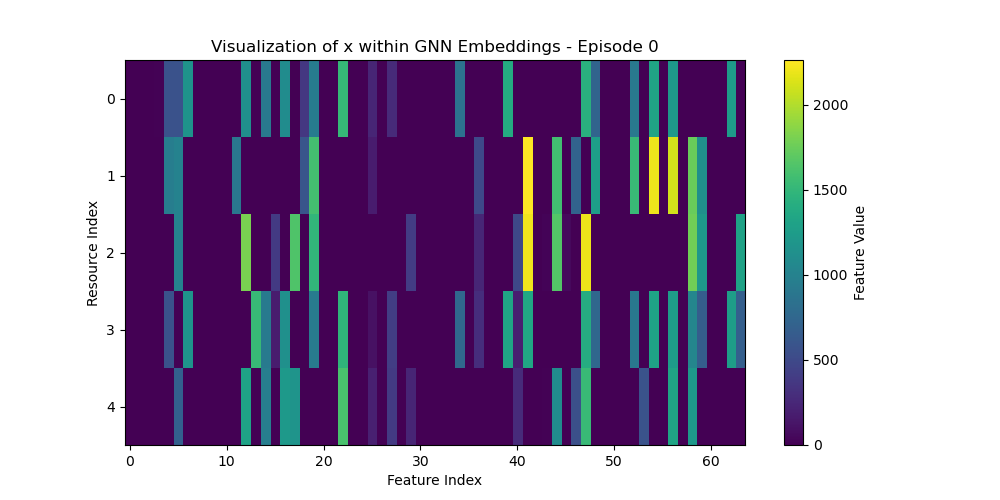 Visualization of x within GNN Embeddings - Episode 0
Resource Index
0
1
2
3
4
0 10 20 30 40 50 60
Feature Index
2000
1500
1000
500
0
Feature Value